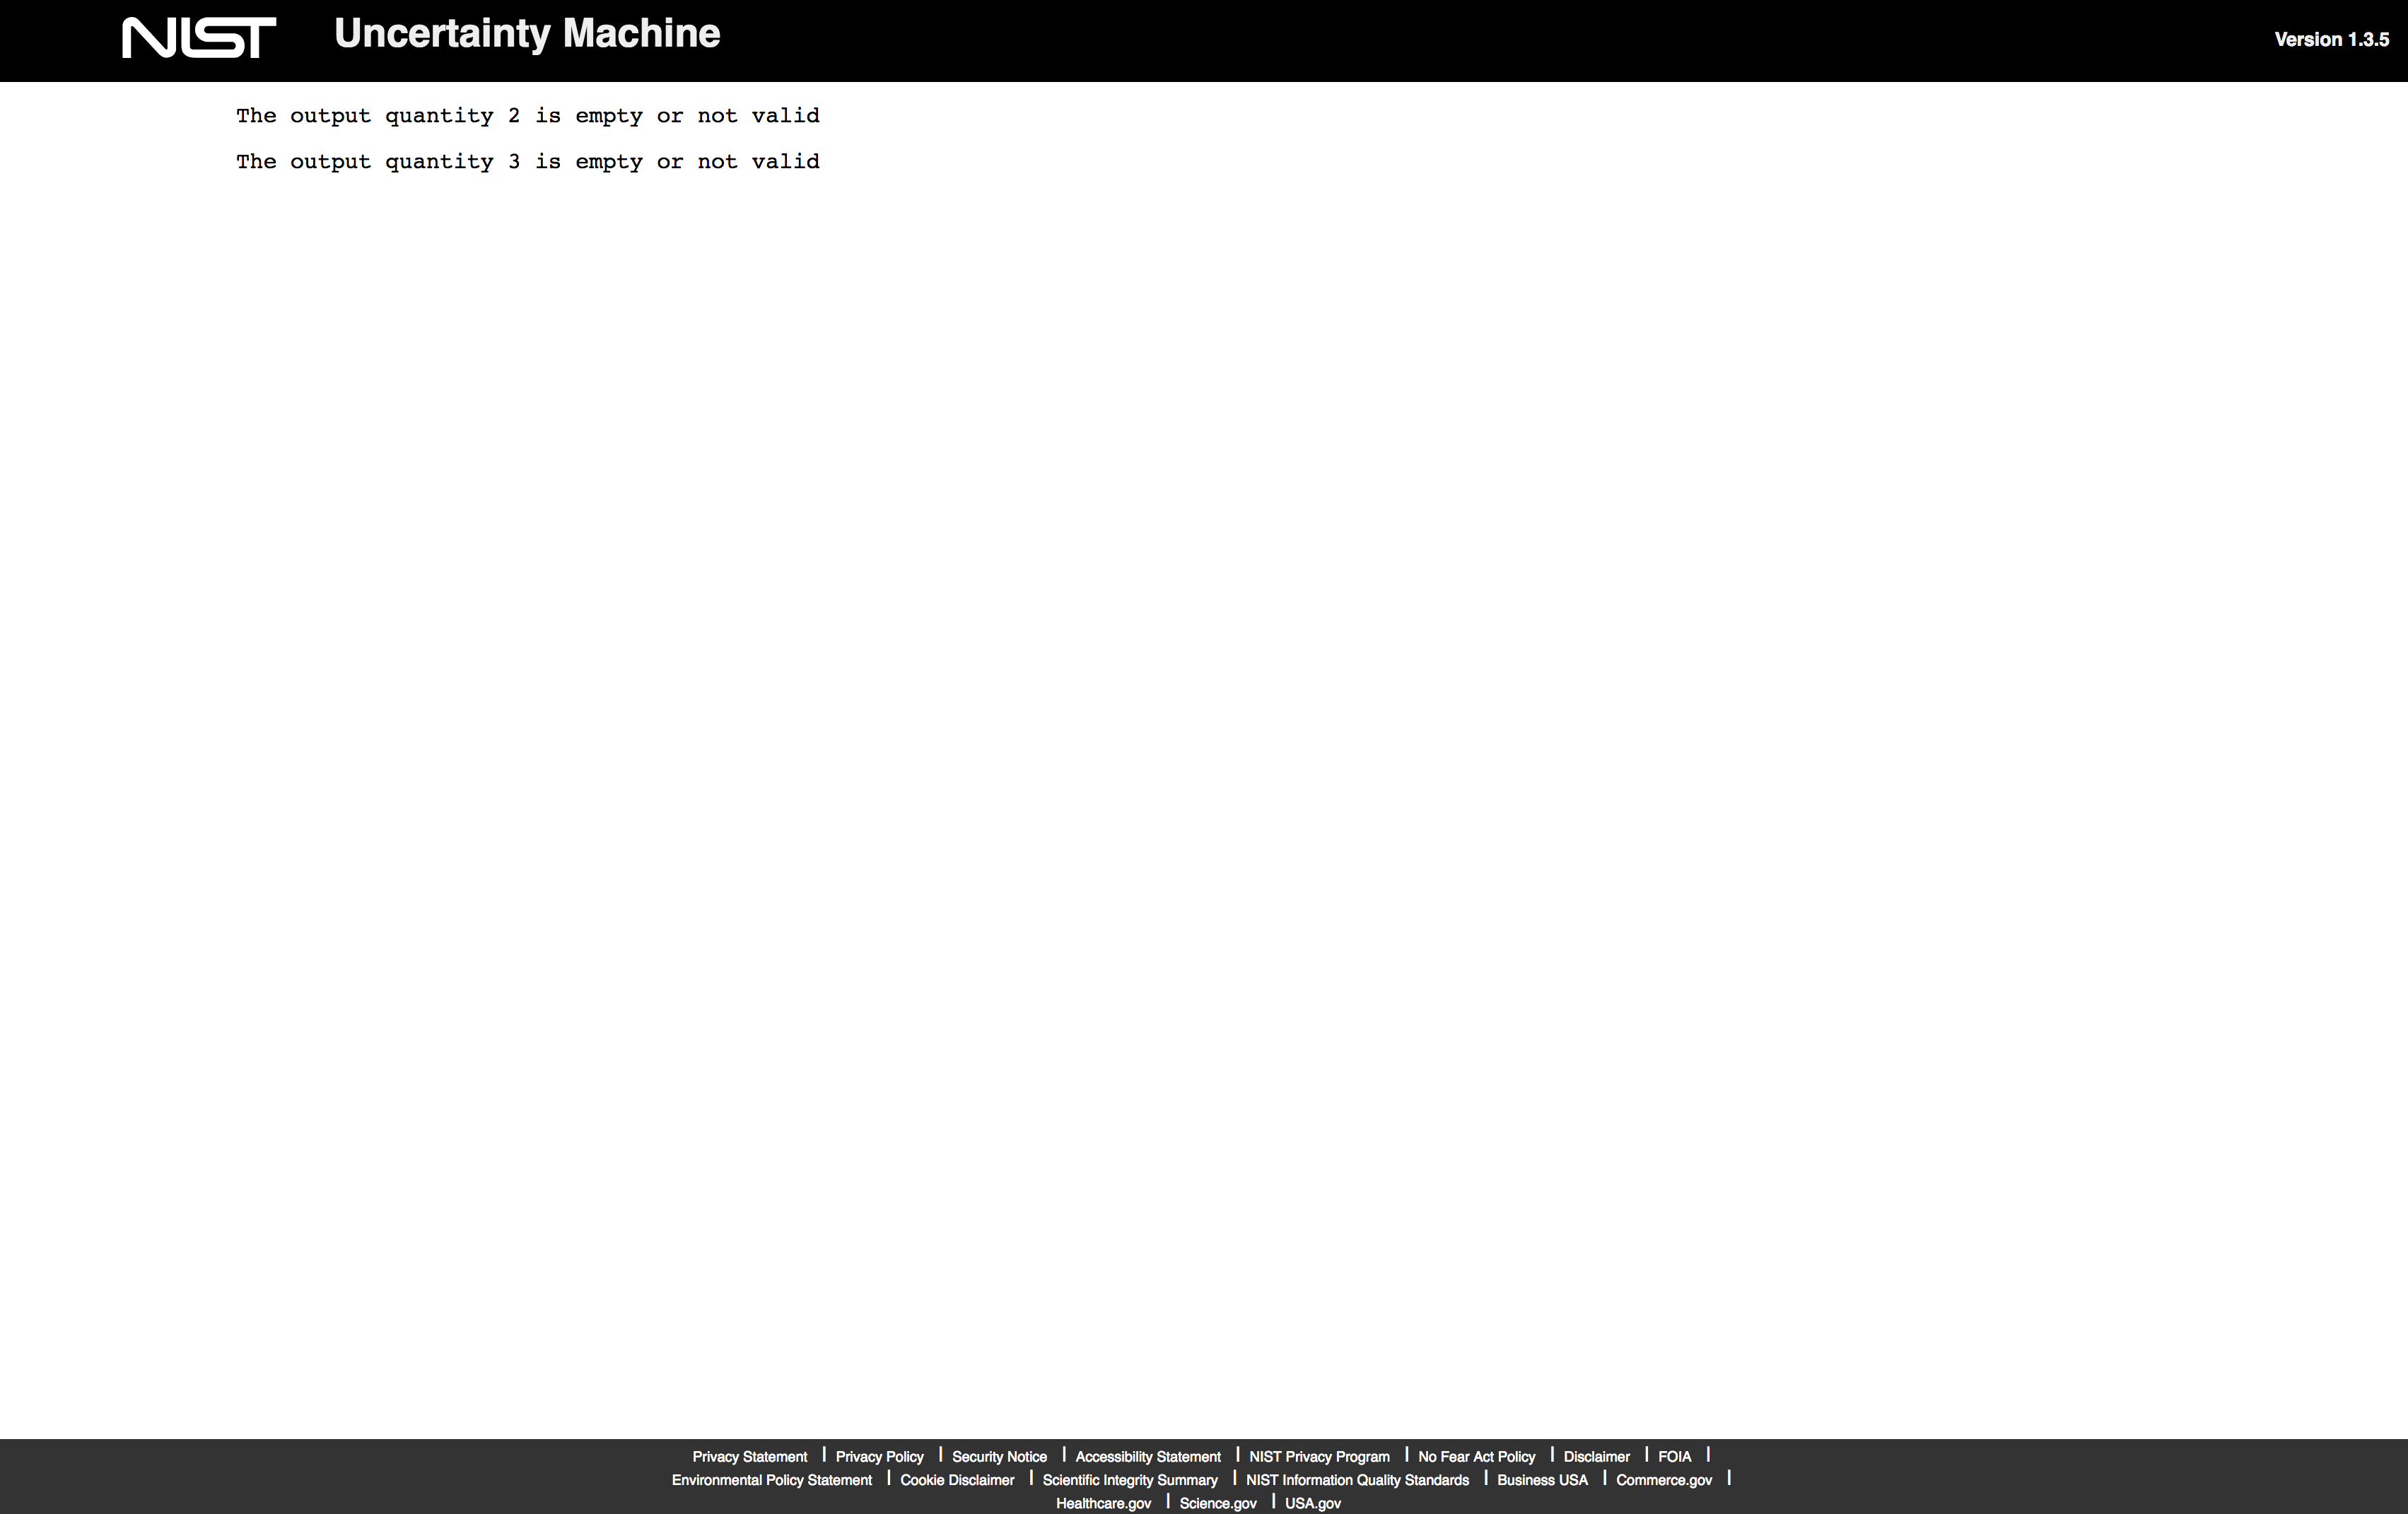 NIST Uncertainty Machine Version 1.3.5
The output quantity 2 is empty or not valid
The output quantity 3 is empty or not valid
Privacy Statement | Privacy Policy | Security Notice | Accessibility Statement | NIST Privacy Program | No Fear Act Policy | Disclaimer | FOIA |
Environmental Policy Statement | Cookie Disclaimer | Scientific Integrity Summary | NIST Information Quality Standards | Business USA | Commerce.gov |
Healthcare.gov | Science.gov | USA.gov